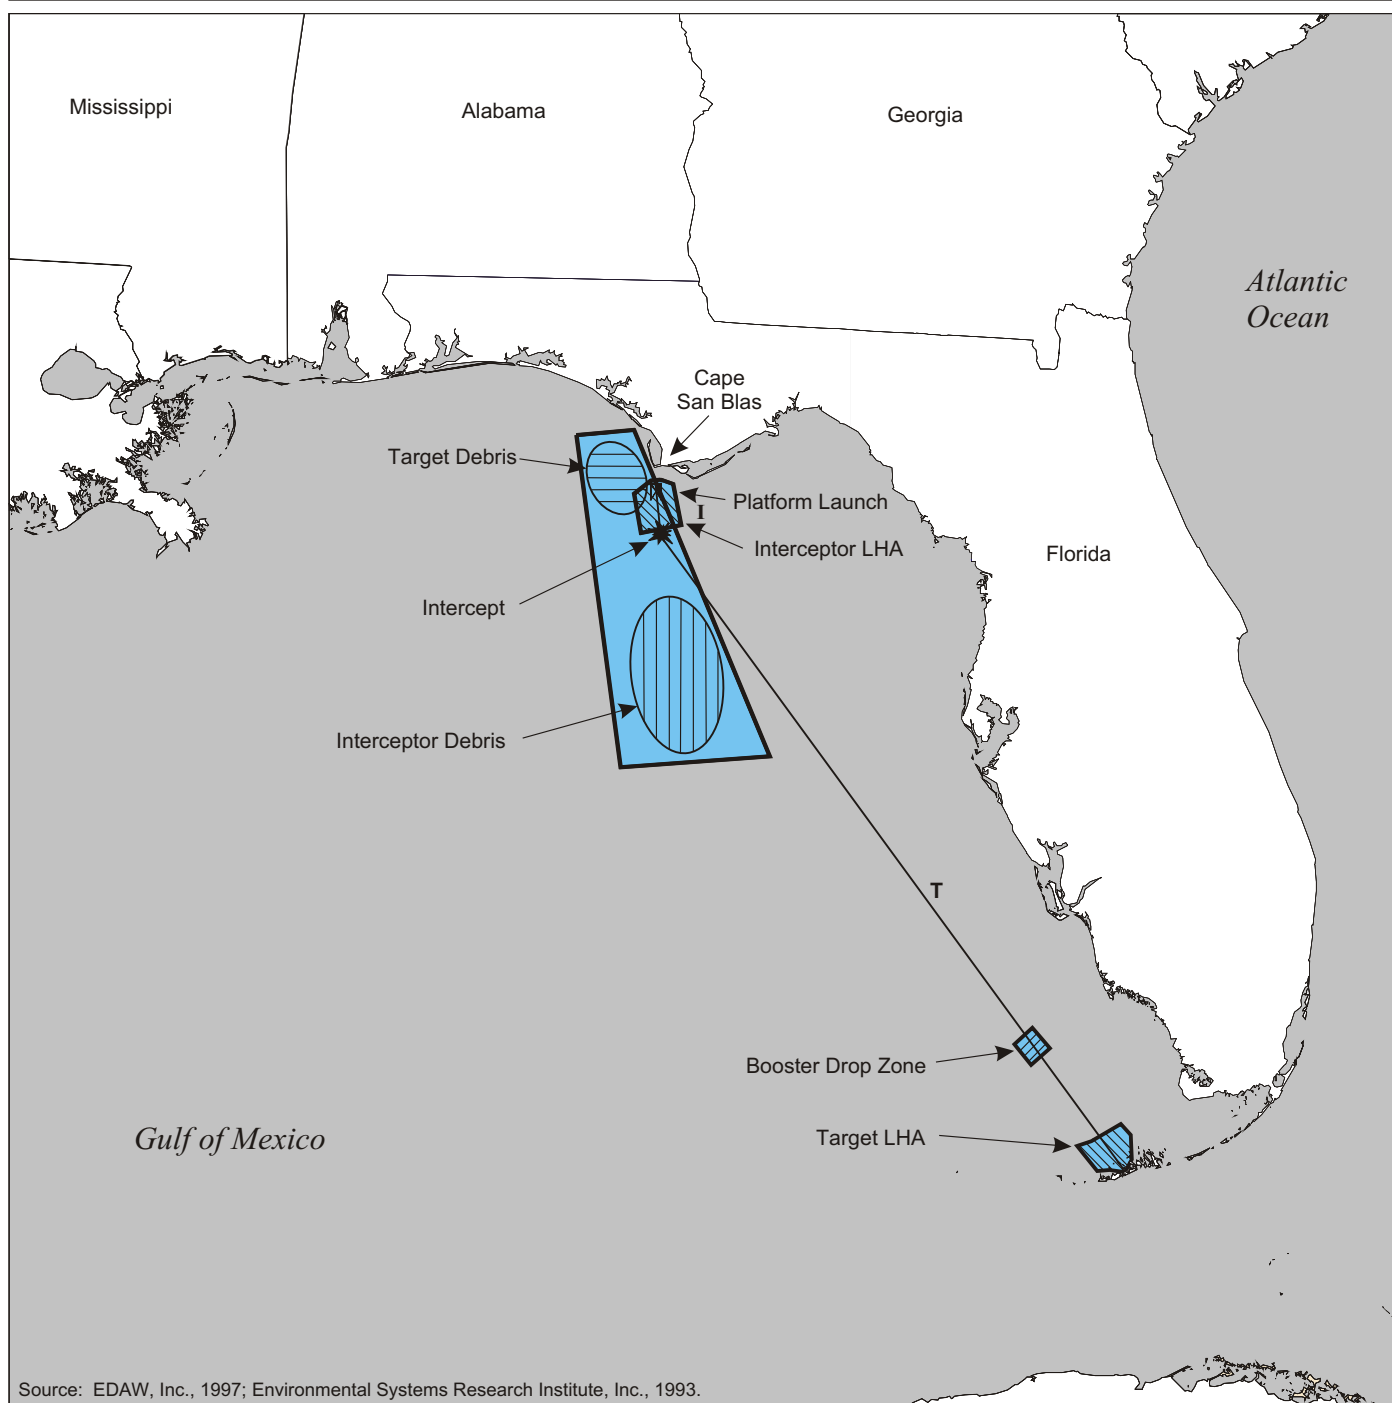 Mississippi
Alabama
Georgia
Atlantic
Ocean
Cape
San Blas
Target Debris
Platform Launch
I
Interceptor LHA
Florida
Intercept
Interceptor Debris
T
Booster Drop Zone
Target LHA
Gulf of Mexico
Source: EDAW, Inc., 1997; Environmental Systems Research Institute, Inc., 1993.